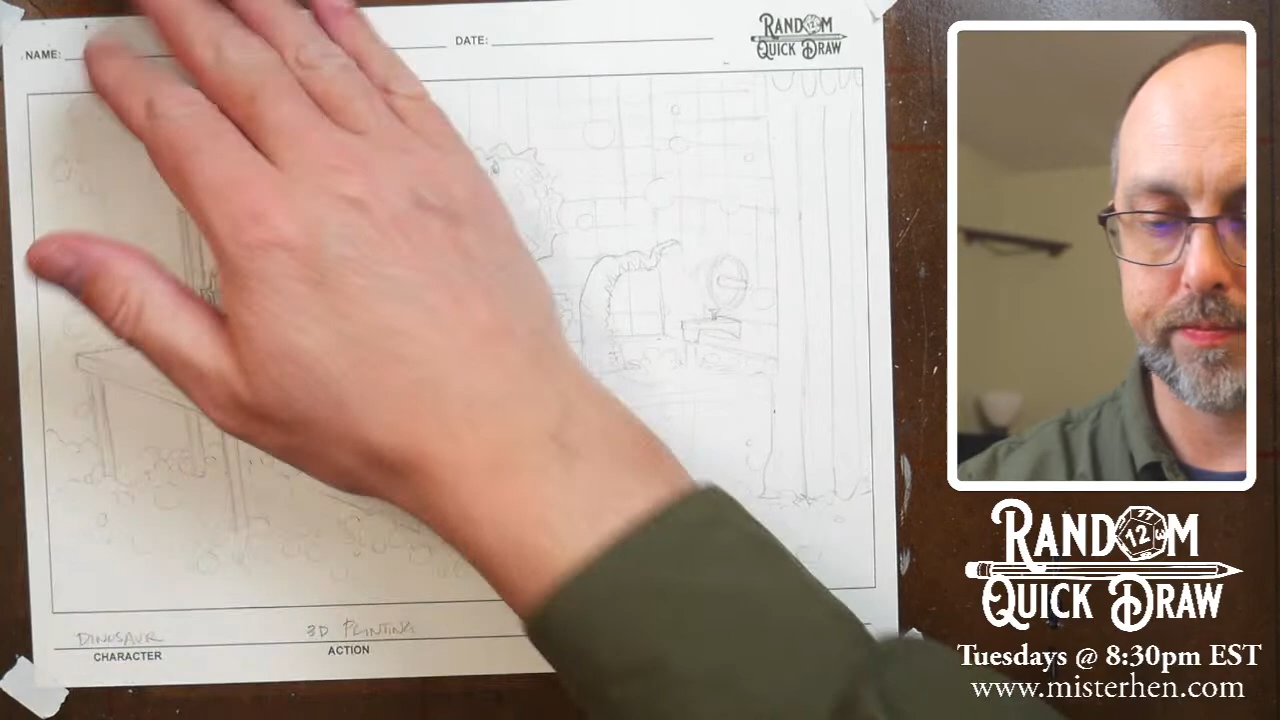 NAME:
DATE:
RANDOM
QUICK DRAW
DINOSAUR
3D PRINTING
CHARACTER
ACTION
RANDOM
12
QUICK DRAW
Tuesdays @ 8:30pm EST
www.misterhen.com